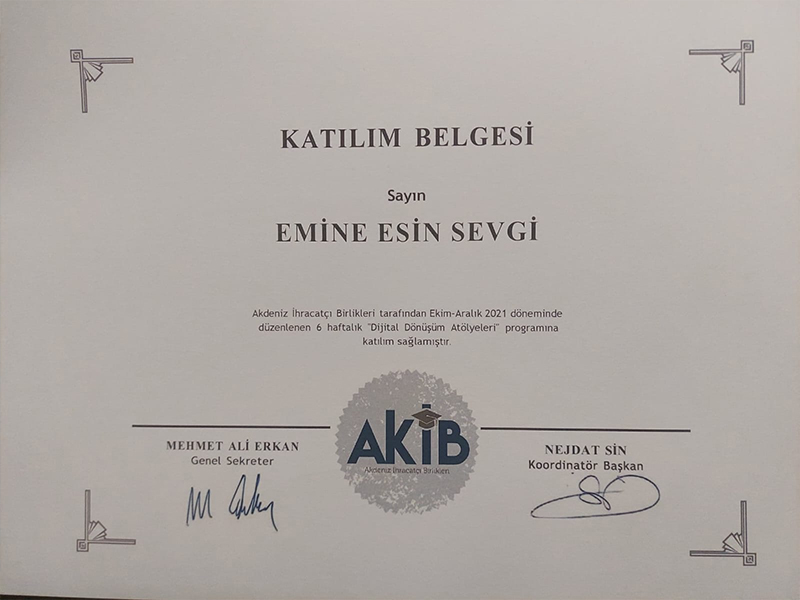 KATILIM BELGESİ
Sayın
EMİNE ESİN SEVGİ
Akdeniz İhracatçı Birlikleri tarafından Ekim-Aralık 2021 döneminde
düzenlenen 6 haftalık "Dijital Dönüşüm Atölyeleri" programına
katılım sağlamıştır.
AKİB
Akdeniz İhracatçı Birlikleri
MEHMET ALİ ERKAN
Genel Sekreter
NEJDAT SİN
Koordinatör Başkan